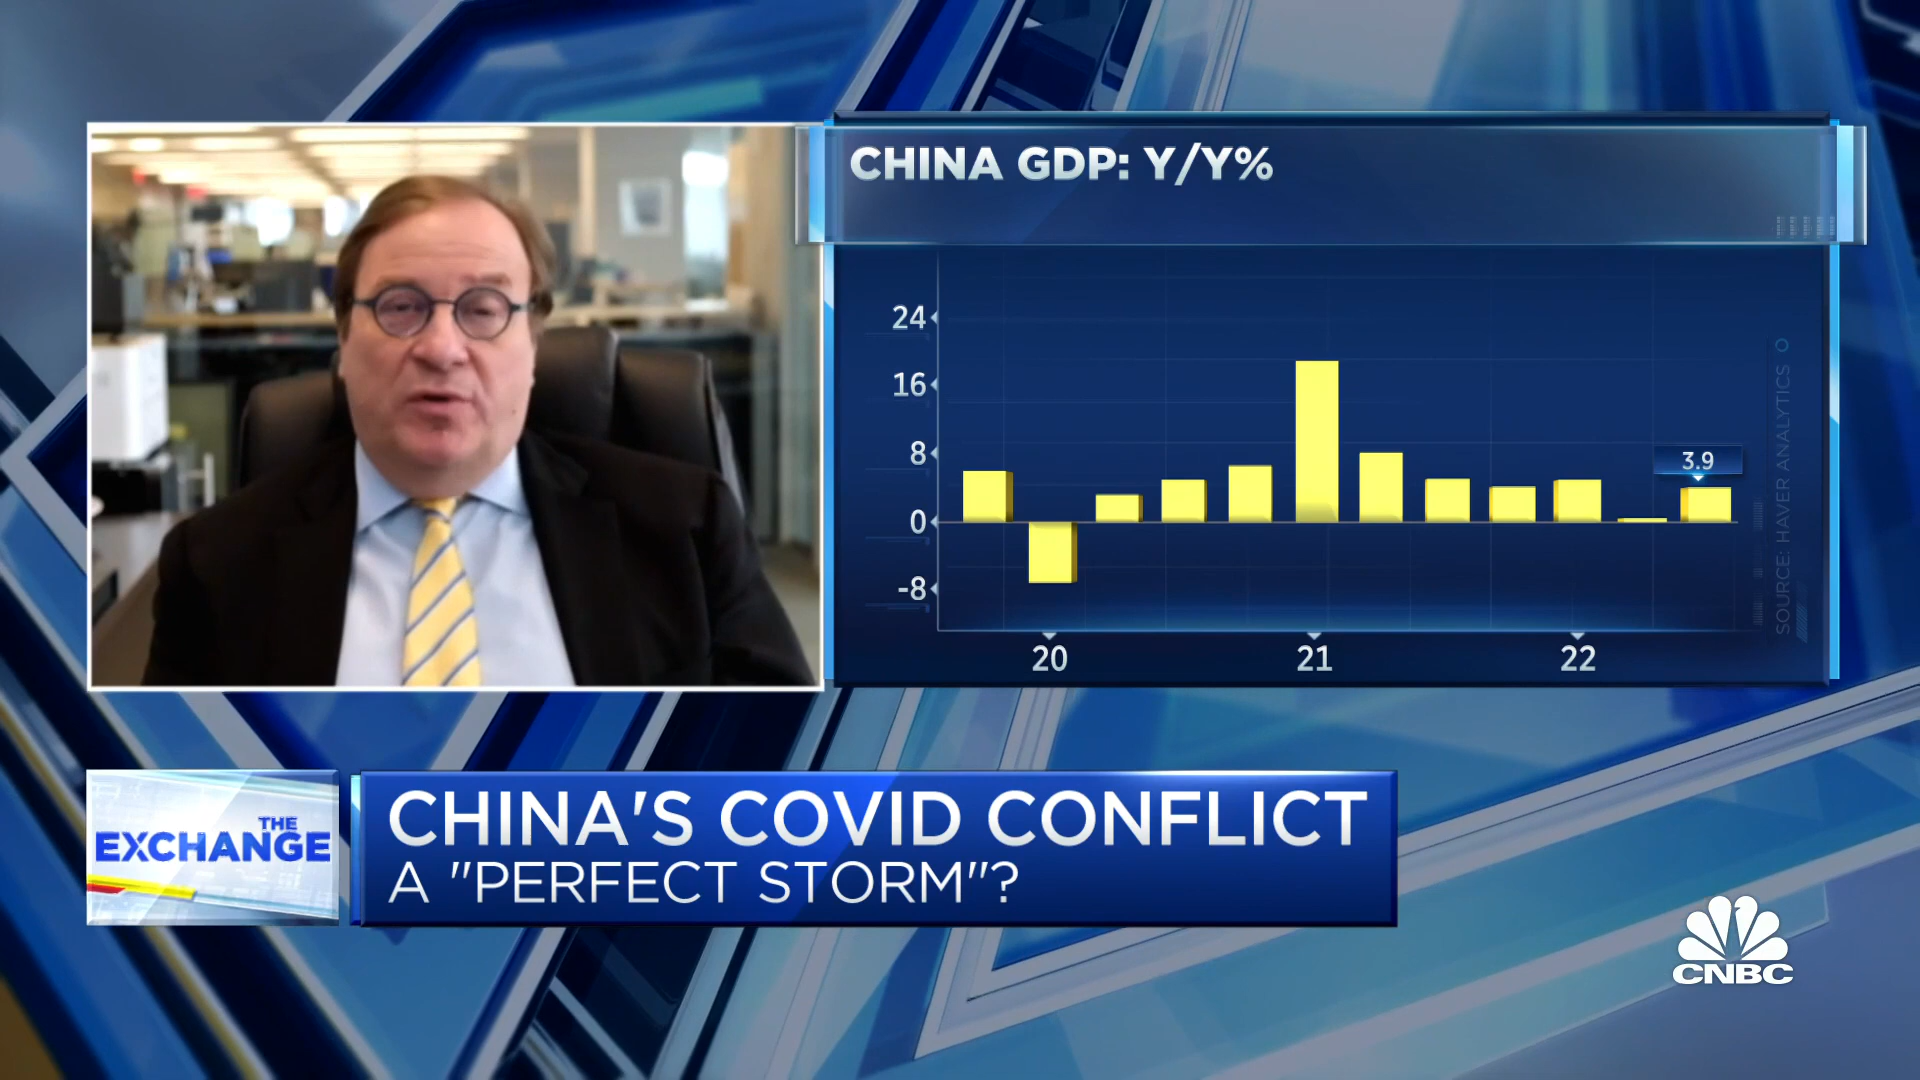 CHINA GDP: Y/Y%
24
16
8
0
-8
3.9
20
21
22
SOURCE: HAVER ANALYTICS
THE
EXCHANGE
CHINA'S COVID CONFLICT
A "PERFECT STORM"?
CNBC